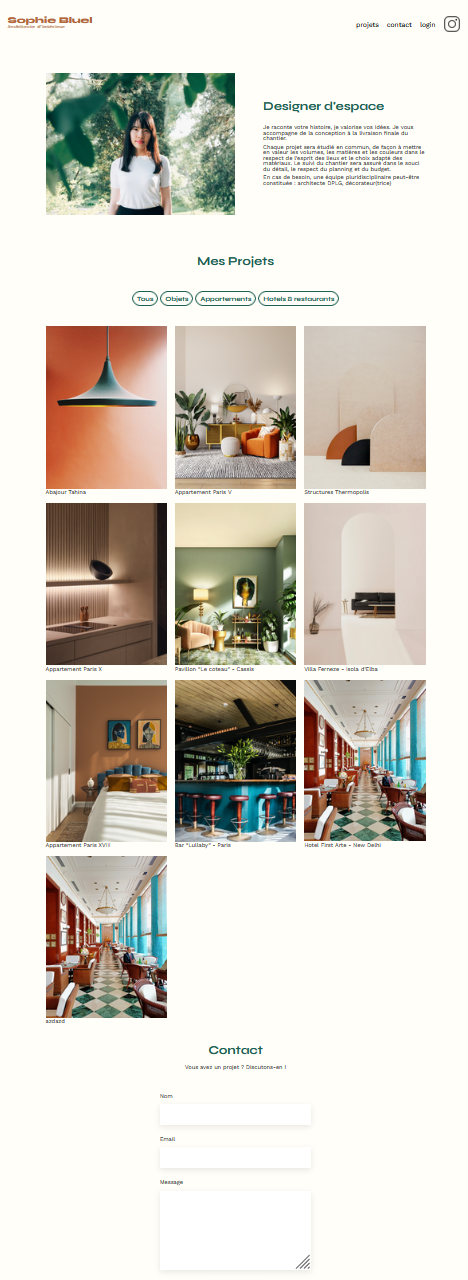 Sophie Bluel
Architecte d'intérieur
projets contact login
Designer d'espace
Je raconte votre histoire, je valorise vos idées. Je vous
accompagne de la conception à la livraison finale du
chantier.
Chaque projet sera étudié en commun, de façon à mettre
en valeur les volumes, les matières et les couleurs dans le
respect de l'esprit des lieux et le choix adapté des
matériaux. Le suivi du chantier sera assuré dans le souci
du détail, le respect du planning et du budget.
En cas de besoin, une équipe pluridisciplinaire peut-être
constituée : architecte DPLG, décorateur(trice)
Mes Projets
Tous Objets Appartements Hotels & restaurants
Abajour Tahina
Appartement Paris V
Structures Thermopolis
Appartement Paris X
Pavillon "Le coteau" - Cassis
Villa Ferneze - Isola d'Elba
Appartement Paris XVIII
Bar "Lullaby" - Paris
Hotel First Arte - New Delhi
azdazd
Contact
Vous avez un projet ? Discutons-en !
Nom
Email
Message